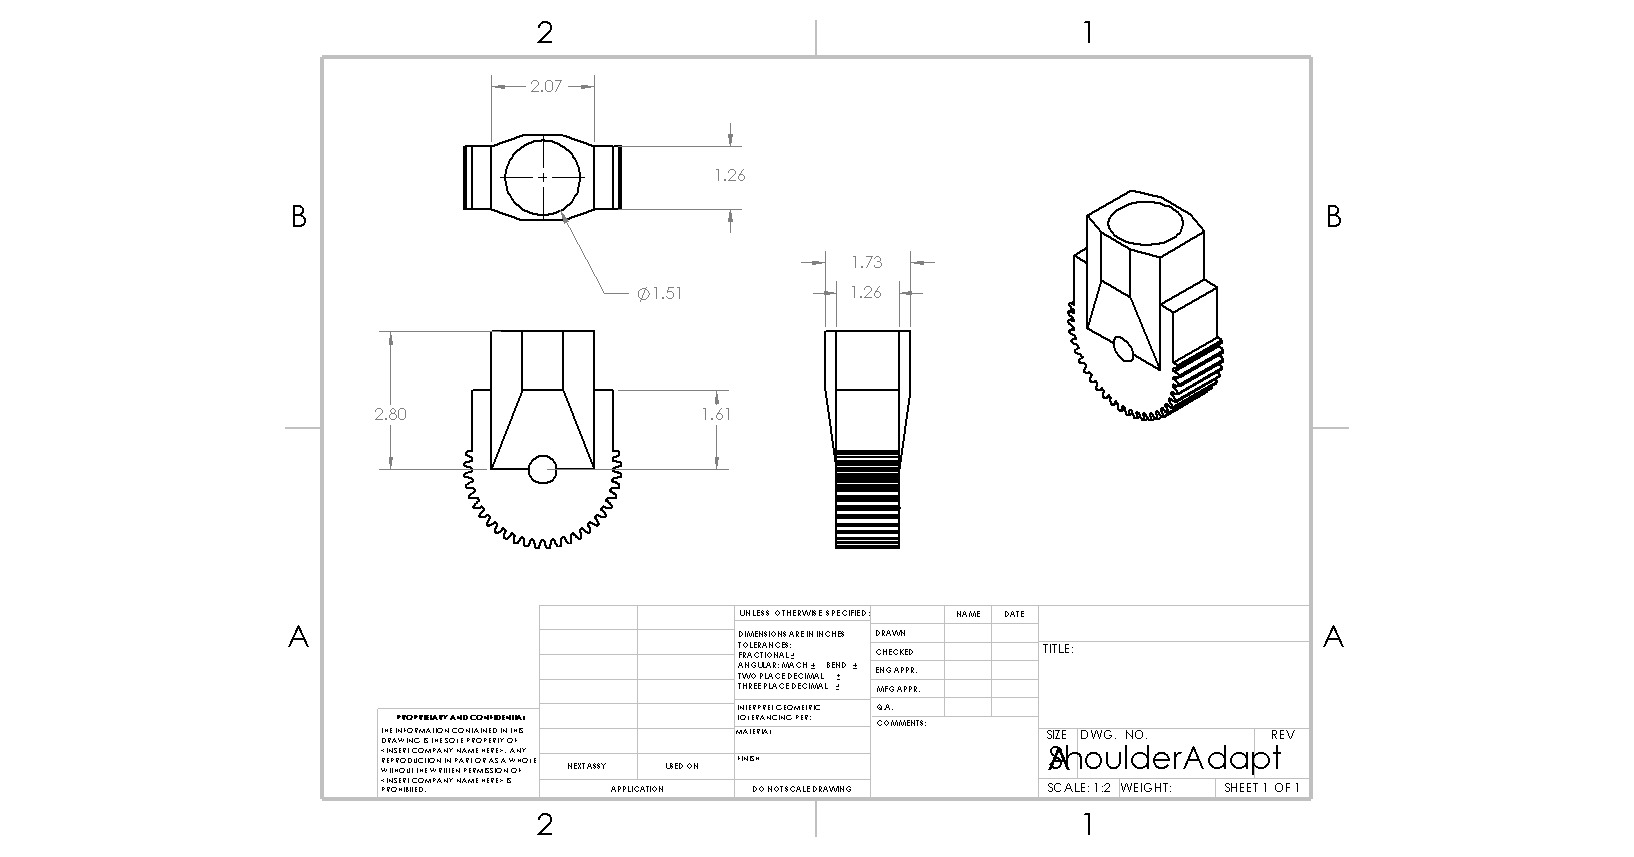 2 1
2.07
B 1.26 B
1.73
Ø1.51 1.26
2.80 1.61
A A
UNLESS OTHERWISE SPECIFIED: NAME DATE
DIMENSIONS ARE IN INCHES DRAWN
TOLERANCES:
FRACTIONAL± CHECKED TITLE:
ANGULAR: MACH± BEND ± ENG APPR.
TWO PLACE DECIMAL ±
THREE PLACE DECIMAL ± MFG APPR.
INTERPRET GEOMETRIC Q.A.
TOLERANCING PER: COMMENTS:
PROPRIETARY AND CONFIDENTIAL
THE INFORMATION CONTAINED IN THIS MATERIAL
DRAWING IS THE SOLE PROPERTY OF SIZE DWG. NO. REV
<INSERT COMPANY NAME HERE>. ANY
REPRODUCTION IN PART OR AS A WHOLE FINISH A ShoulderAdapt
WITHOUT THE WRITTEN PERMISSION OF NEXT ASSY USED ON
<INSERT COMPANY NAME HERE> IS
PROHIBITED. APPLICATION DO NOT SCALE DRAWING SCALE: 1:2 WEIGHT: SHEET 1 OF 1
2 1